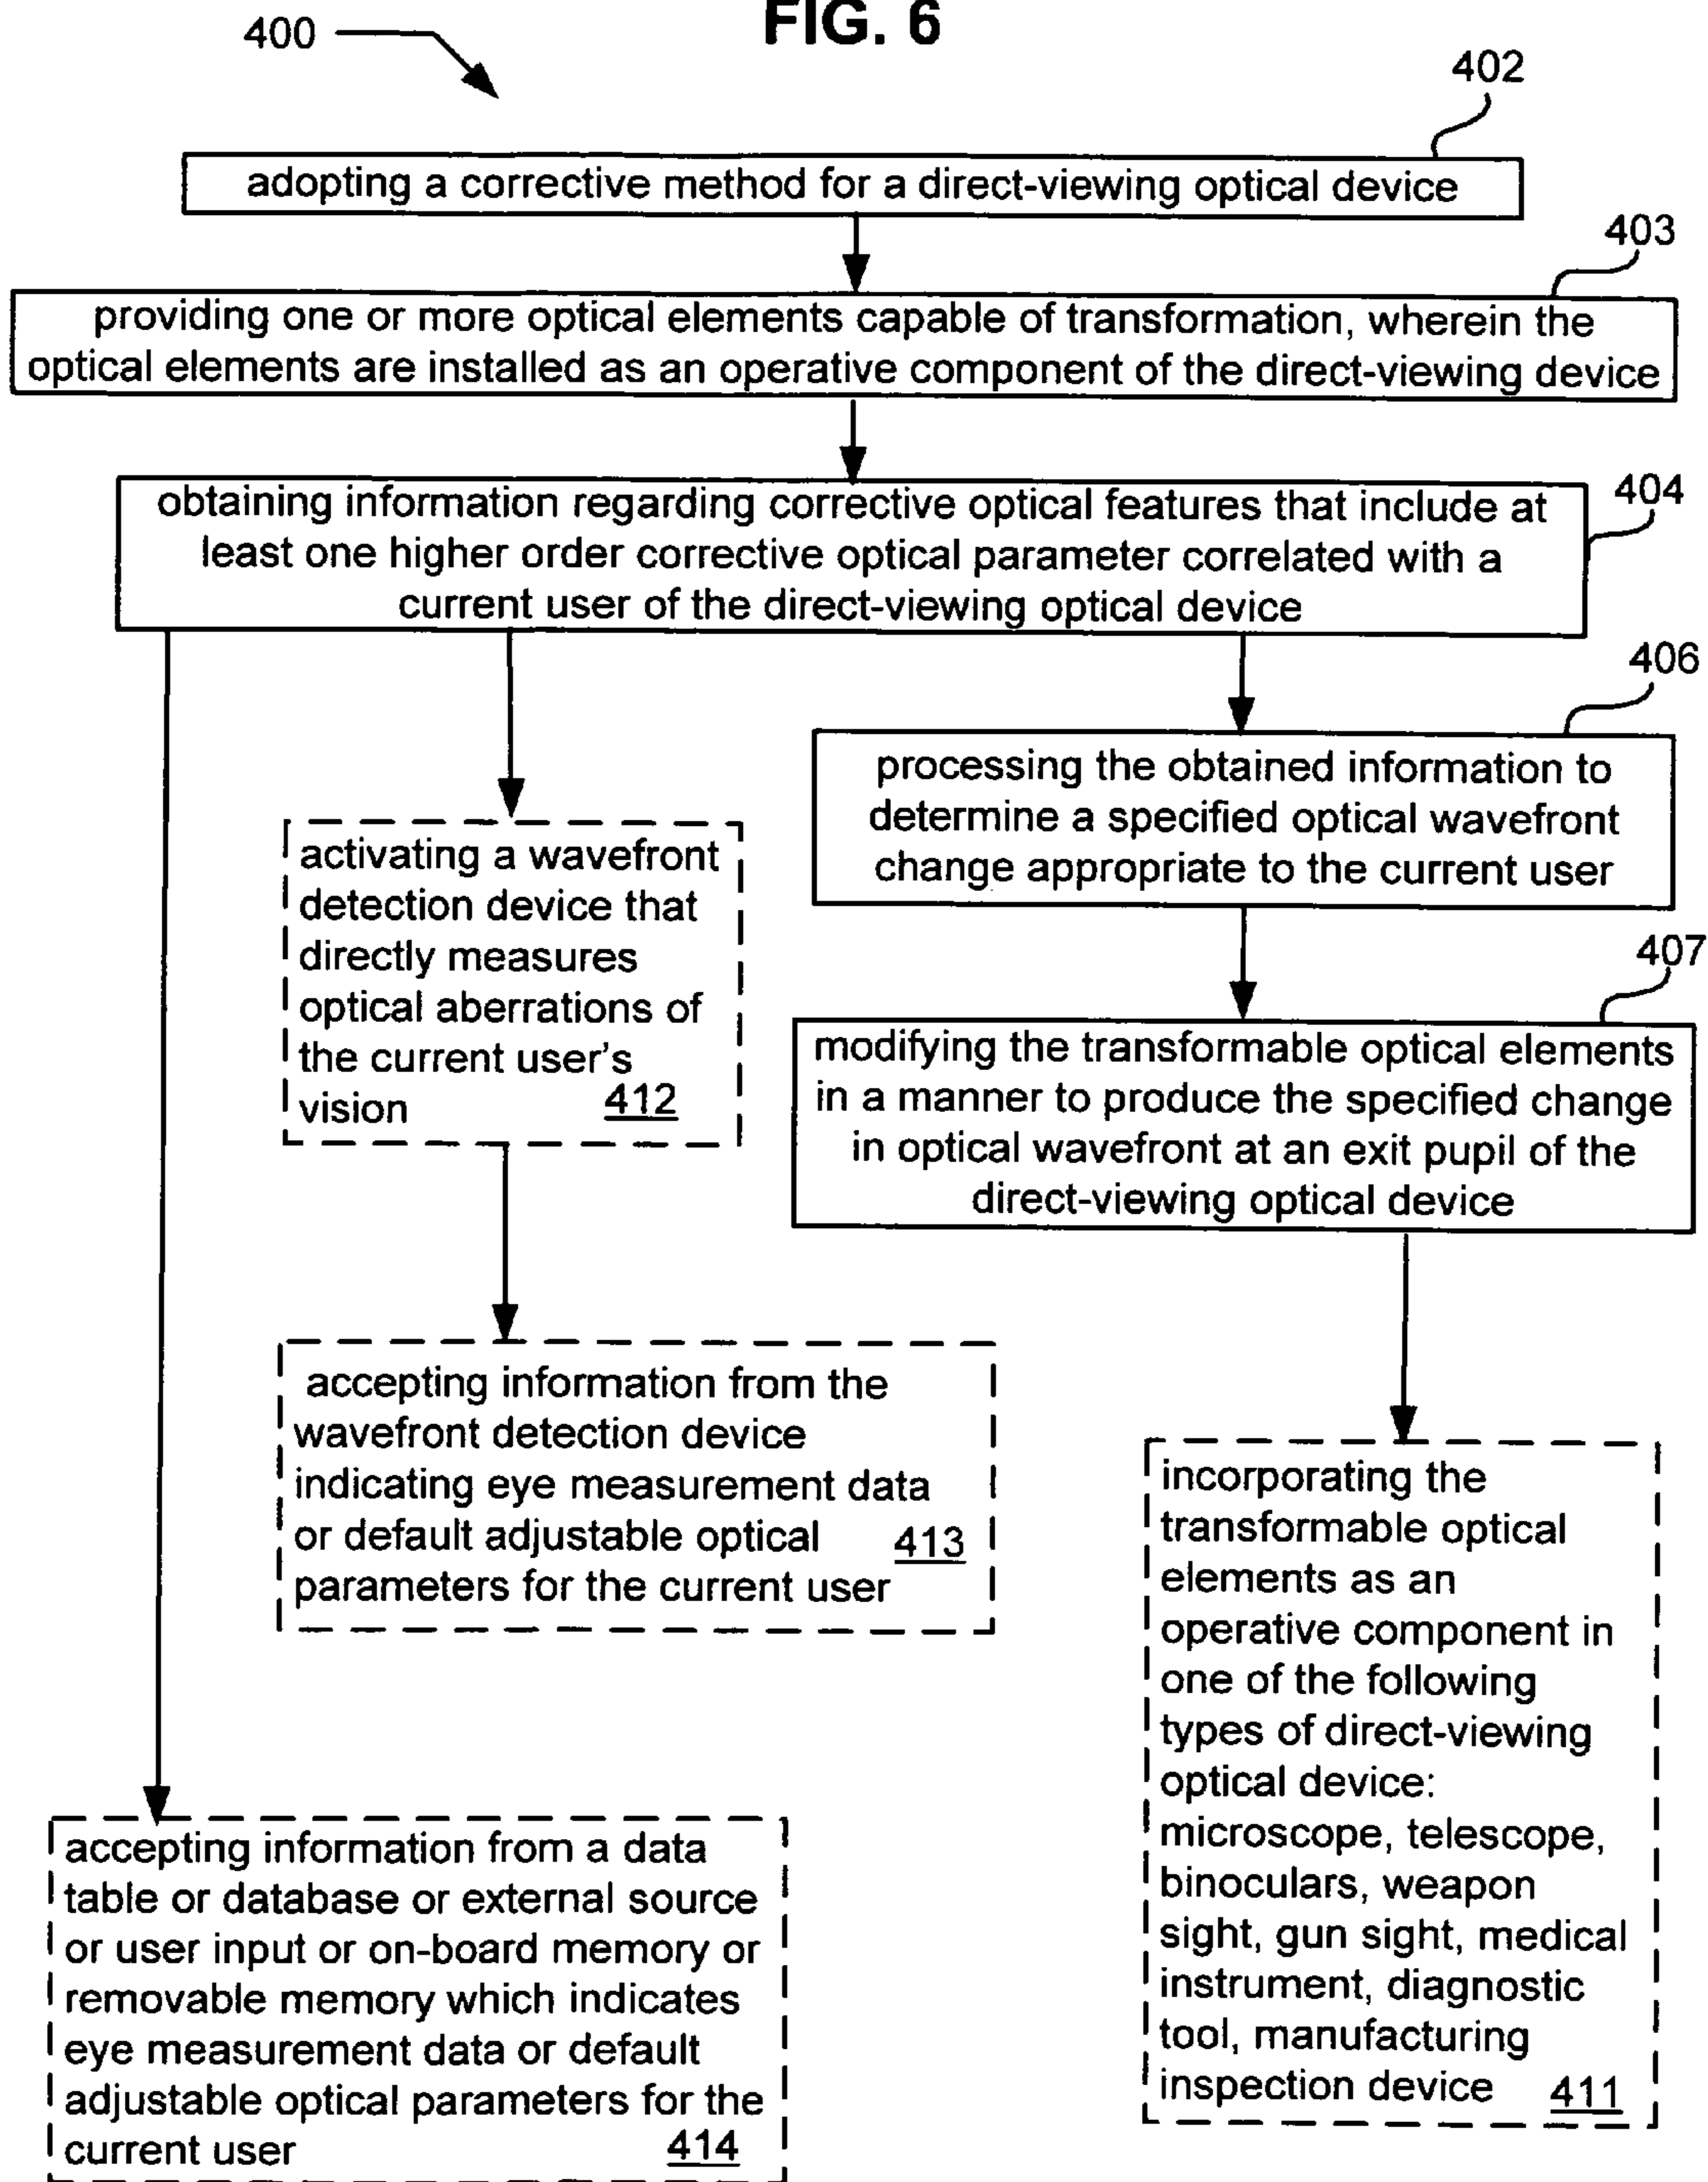 FIG. 6
400
402
adopting a corrective method for a direct-viewing optical device
403
providing one or more optical elements capable of transformation, wherein the
optical elements are installed as an operative component of the direct-viewing device
404
obtaining information regarding corrective optical features that include at
least one higher order corrective optical parameter correlated with a
current user of the direct-viewing optical device
406
processing the obtained information to
determine a specified optical wavefront
change appropriate to the current user
activating a wavefront
detection device that
directly measures
optical aberrations of
the current user's
vision 412
407
modifying the transformable optical elements
in a manner to produce the specified change
in optical wavefront at an exit pupil of the
direct-viewing optical device
accepting information from the
wavefront detection device
indicating eye measurement data
or default adjustable optical 413
parameters for the current user
incorporating the
transformable optical
elements as an
operative component in
one of the following
types of direct-viewing
optical device:
microscope, telescope,
binoculars, weapon
sight, gun sight, medical
instrument, diagnostic
tool, manufacturing
inspection device 411
accepting information from a data
table or database or external source
or user input or on-board memory or
removable memory which indicates
eye measurement data or default
adjustable optical parameters for the
current user 414